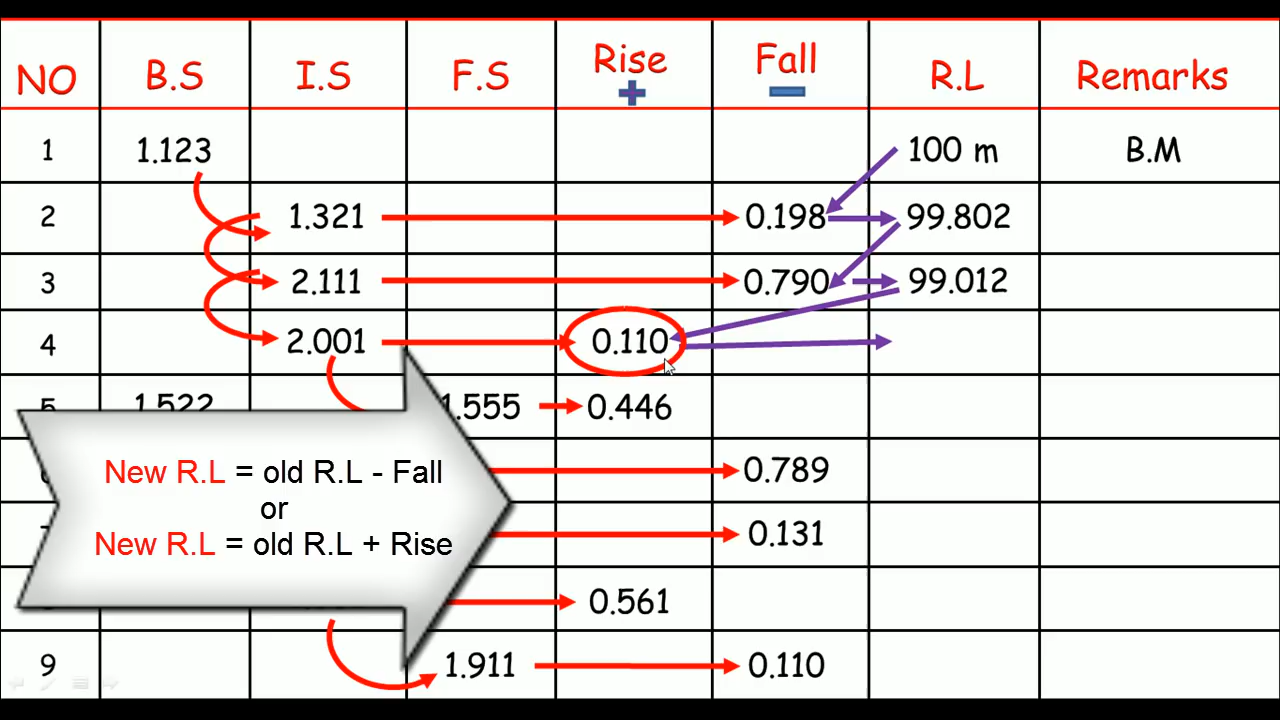 NO B.S I.S F.S Rise Fall R.L Remarks
+ −
1 1.123 100 m B.M
2 1.321 0.198 99.802
3 2.111 0.790 99.012
4 2.001 0.110
1.522 1.555 0.446
0.789
0.131
0.561
9 1.911 0.110
New R.L = old R.L - Fall
or
New R.L = old R.L + Rise